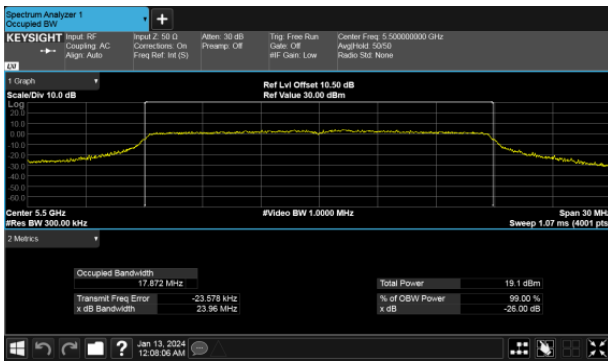 Spectrum Analyzer 1
Occupied BW
+
KEYSIGHT Input: RF Input Z: 50 Ω Atten: 30 dB Trig: Free Run Center Freq: 5.500000000 GHz
Coupling: AC Corrections: On Preamp: Off Gate: Off Avg|Hold: 50/50
Align: Auto Freq Ref: Int (S) #IF Gain: Low Radio Std: None
LXI
1 Graph
Ref Lvl Offset 10.50 dB
Scale/Div 10.0 dB Ref Value 30.00 dBm
Log
20.0
10.0
0.00
-10.0
-20.0
-30.0
-40.0
-50.0
-60.0
Center 5.5 GHz #Video BW 1.0000 MHz Span 30 MHz
#Res BW 300.00 kHz Sweep 1.07 ms (4001 pts)
2 Metrics
Occupied Bandwidth
17.872 MHz Total Power 19.1 dBm
Transmit Freq Error -23.578 kHz % of OBW Power 99.00 %
x dB Bandwidth 23.96 MHz x dB -26.00 dB
? Jan 13, 2024
12:08:06 AM